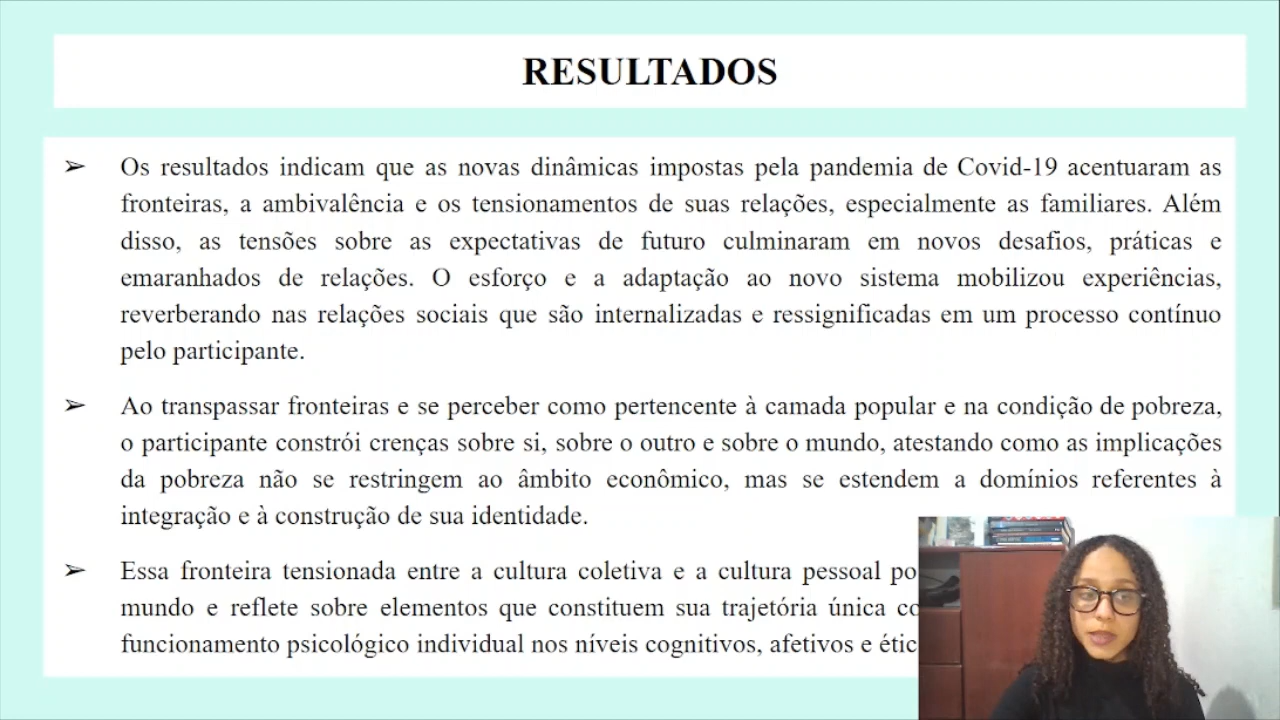 RESULTADOS
➢ Os resultados indicam que as novas dinâmicas impostas pela pandemia de Covid-19 acentuaram as
fronteiras, a ambivalência e os tensionamentos de suas relações, especialmente as familiares. Além
disso, as tensões sobre as expectativas de futuro culminaram em novos desafios, práticas e
emaranhados de relações. O esforço e a adaptação ao novo sistema mobilizou experiências,
reverberando nas relações sociais que são internalizadas e ressignificadas em um processo contínuo
pelo participante.
➢ Ao transpassar fronteiras e se perceber como pertencente à camada popular e na condição de pobreza,
o participante constrói crenças sobre si, sobre o outro e sobre o mundo, atestando como as implicações
da pobreza não se restringem ao âmbito econômico, mas se estendem a domínios referentes à
integração e à construção de sua identidade.
➢ Essa fronteira tensionada entre a cultura coletiva e a cultura pessoal
mundo e reflete sobre elementos que constituem sua trajetória única
funcionamento psicológico individual nos níveis cognitivos, afetivos e